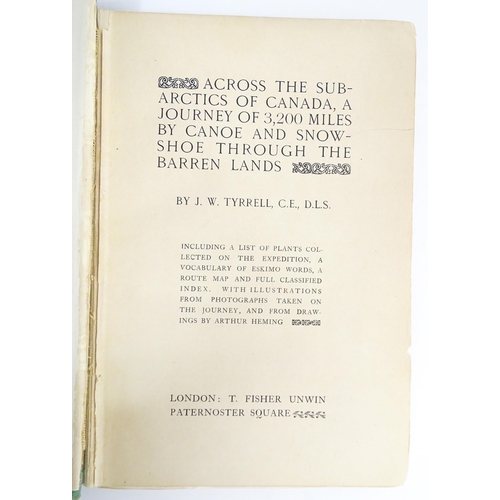 ACROSS THE SUB-
ARCTICS OF CANADA, A
JOURNEY OF 3,200 MILES
BY CANOE AND SNOW-
SHOE THROUGH THE
BARREN LANDS
BY J. W. TYRRELL, C.E., D.L.S.
INCLUDING A LIST OF PLANTS COL-
LECTED ON THE EXPEDITION, A
VOCABULARY OF ESKIMO WORDS, A
ROUTE MAP AND FULL CLASSIFIED
INDEX. WITH ILLUSTRATIONS
FROM PHOTOGRAPHS TAKEN ON
THE JOURNEY, AND FROM DRAW-
INGS BY ARTHUR HEMING
LONDON: T. FISHER UNWIN
PATERNOSTER SQUARE